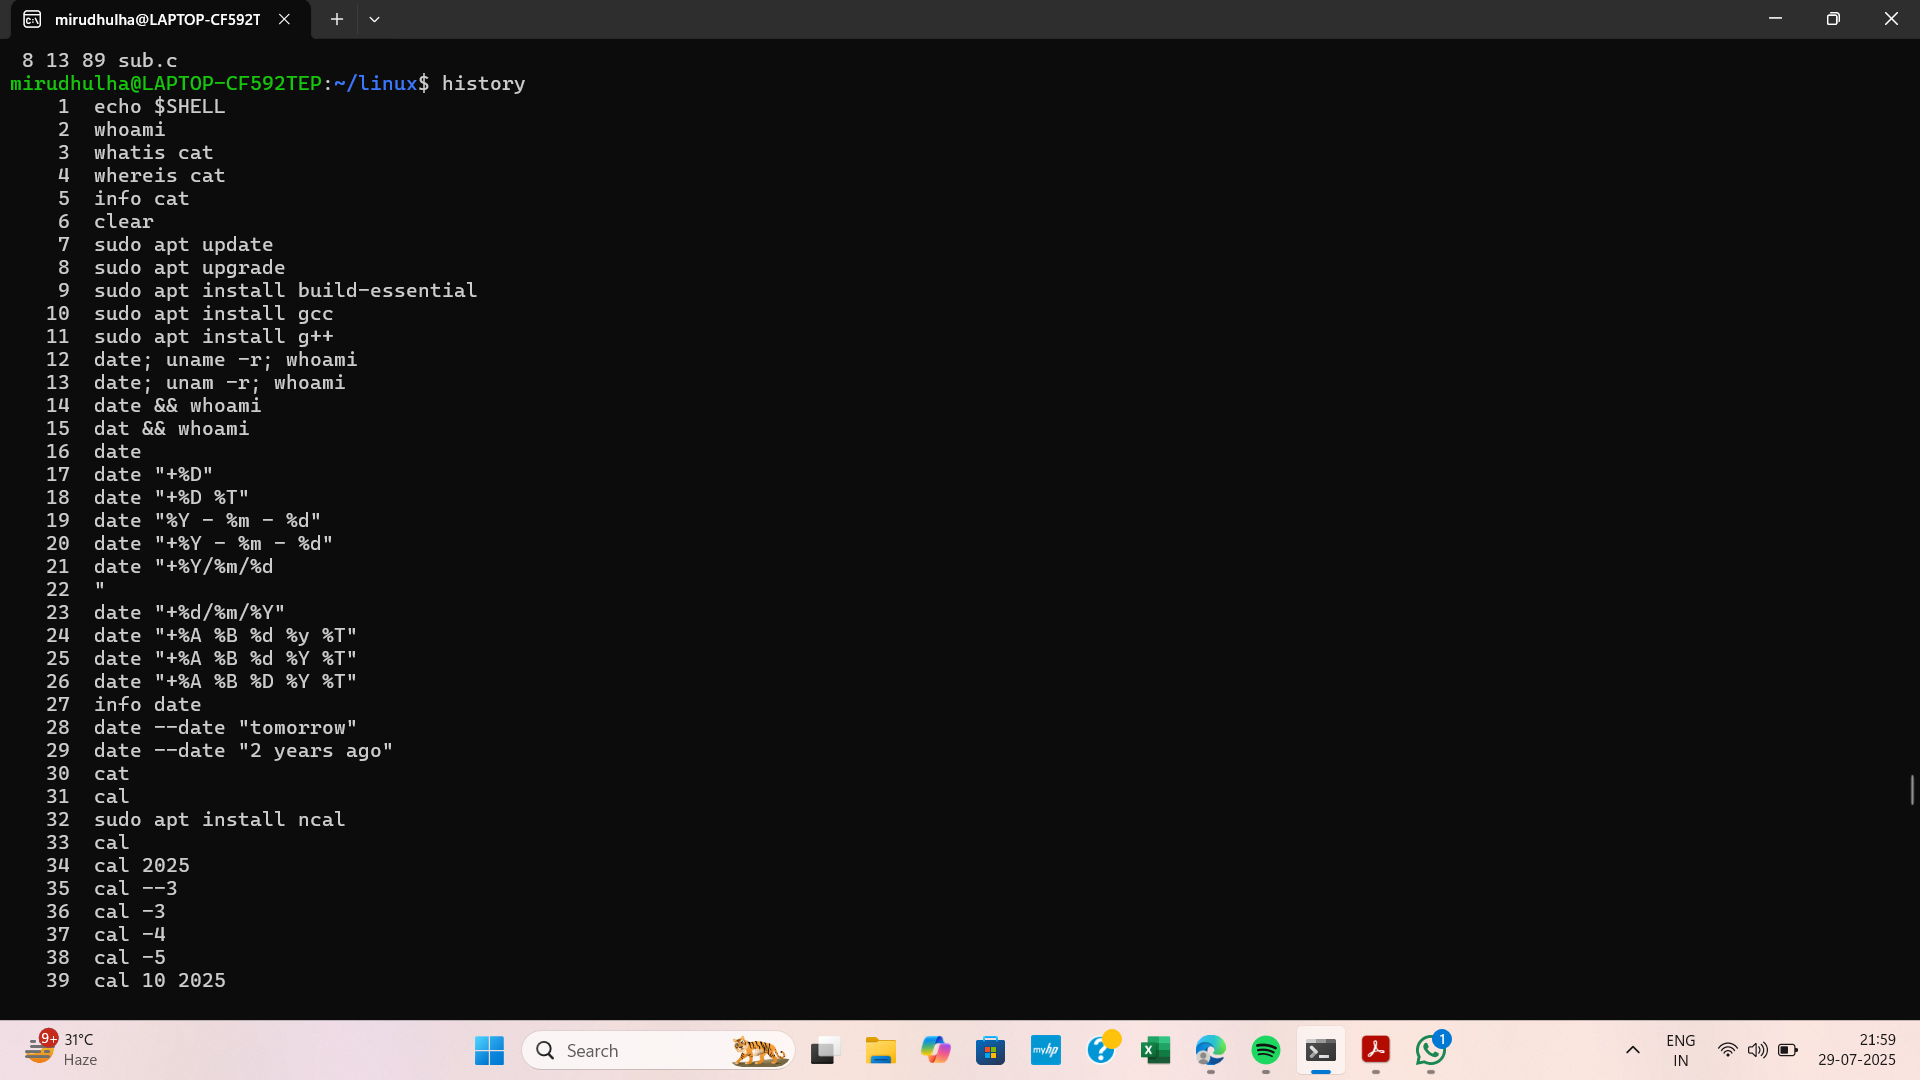 mirudhulha@LAPTOP-CF592T
8 13 89 sub.c
mirudhulha@LAPTOP-CF592TEP:~/linux$ history
1 echo $SHELL
2 whoami
3 whatis cat
4 whereis cat
5 info cat
6 clear
7 sudo apt update
8 sudo apt upgrade
9 sudo apt install build-essential
10 sudo apt install gcc
11 sudo apt install g++
12 date; uname -r; whoami
13 date; unam -r; whoami
14 date && whoami
15 dat && whoami
16 date
17 date "+%D"
18 date "+%D %T"
19 date "%Y - %m - %d"
20 date "+%Y - %m - %d"
21 date "+%Y/%m/%d
22 "
23 date "+%d/%m/%Y"
24 date "+%A %B %d %y %T"
25 date "+%A %B %d %Y %T"
26 date "+%A %B %D %Y %T"
27 info date
28 date --date "tomorrow"
29 date --date "2 years ago"
30 cat
31 cal
32 sudo apt install ncal
33 cal
34 cal 2025
35 cal --3
36 cal -3
37 cal -4
38 cal -5
39 cal 10 2025
9+ 31°C
Haze
Search
myhp
1
ENG
IN
21:59
29-07-2025